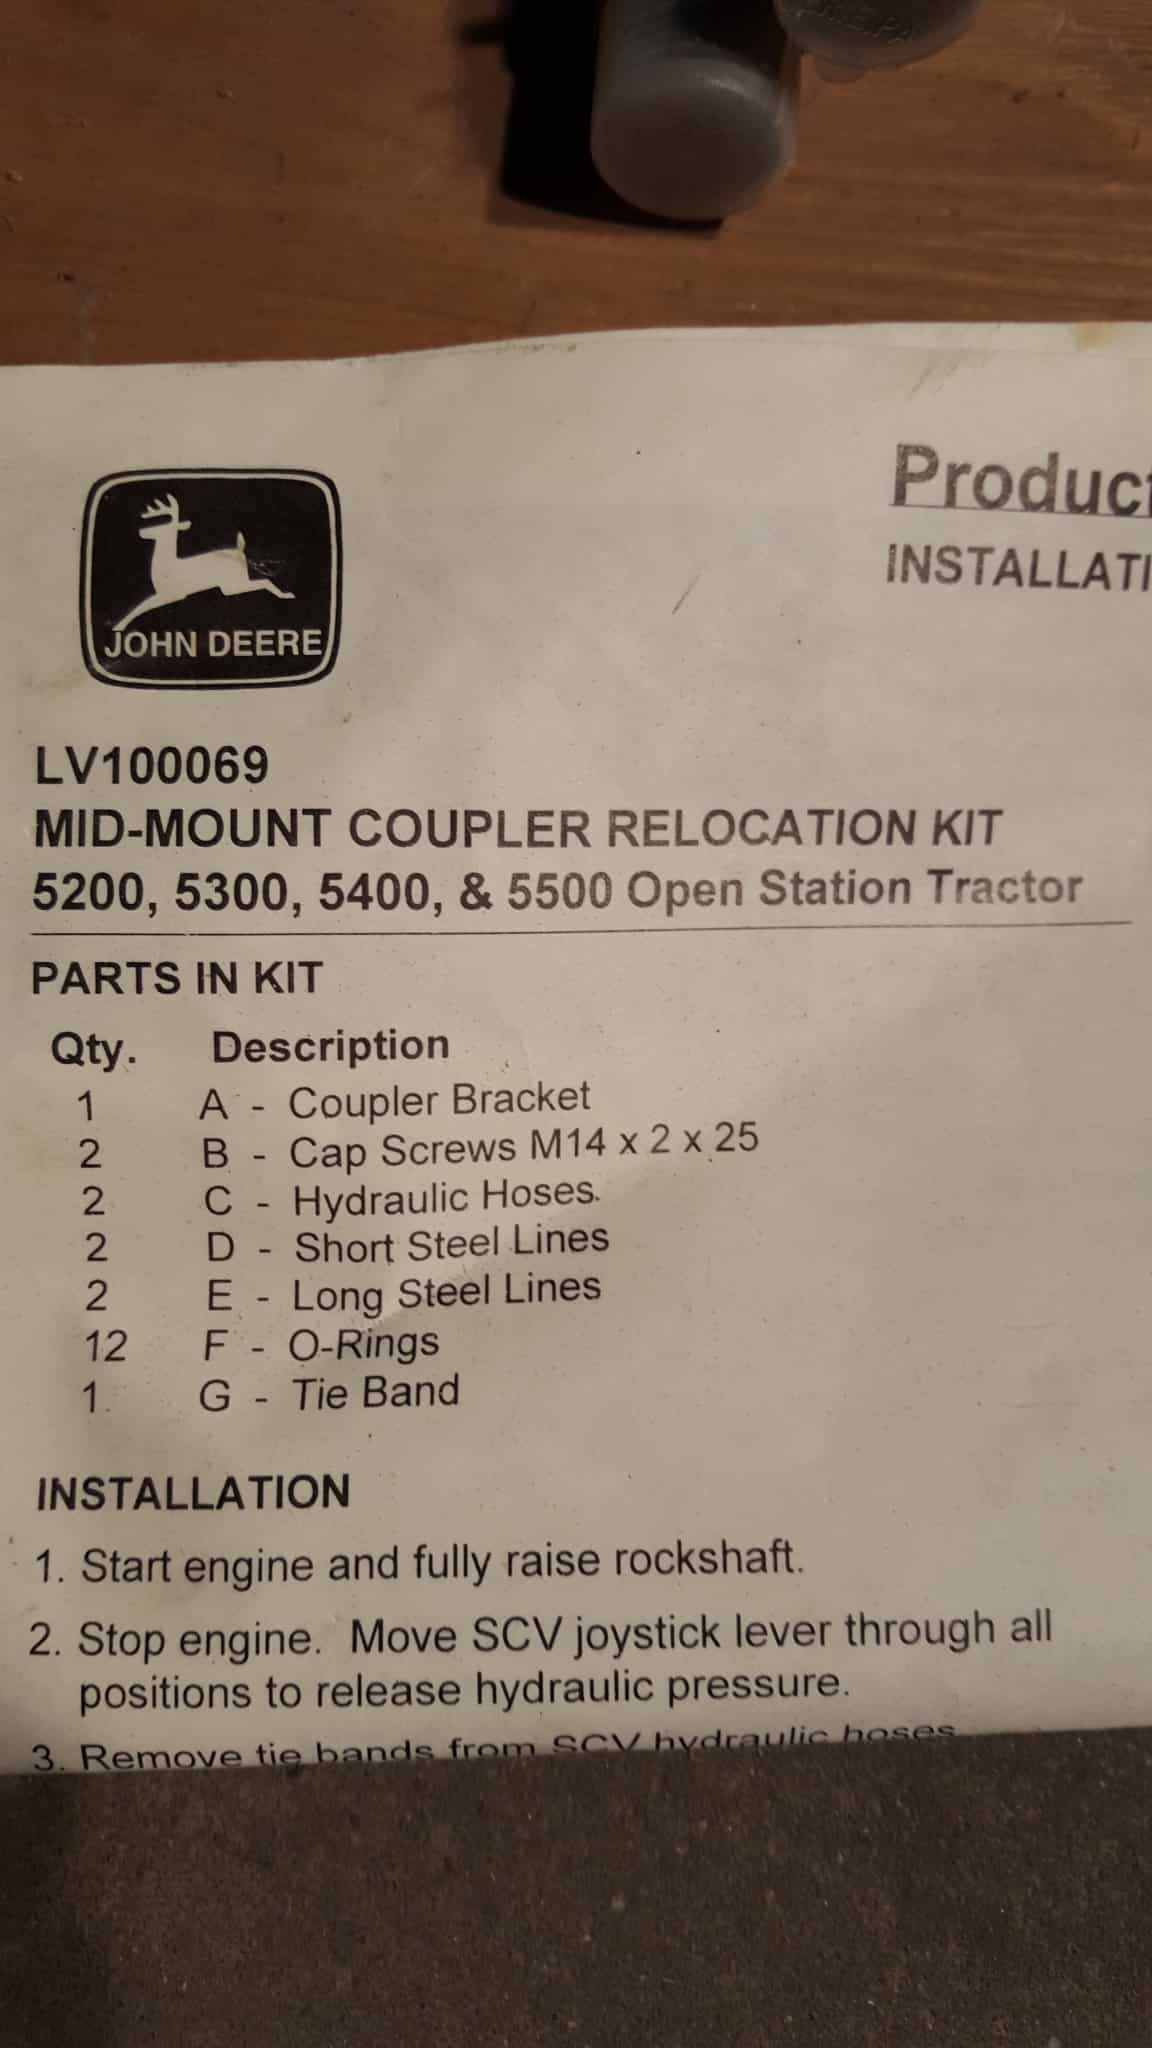 Product
INSTALLATI
JOHN DEERE
LV100069
MID-MOUNT COUPLER RELOCATION KIT
5200, 5300, 5400, & 5500 Open Station Tractor
PARTS IN KIT
Qty. Description
1 A - Coupler Bracket
2 B - Cap Screws M14 x 2 x 25
2 C - Hydraulic Hoses
2 D - Short Steel Lines
2 E - Long Steel Lines
12 F - O-Rings
1 G - Tie Band
INSTALLATION
1. Start engine and fully raise rockshaft.
2. Stop engine. Move SCV joystick lever through all
positions to release hydraulic pressure.
3. Remove tie bands from SCV hydraulic hoses